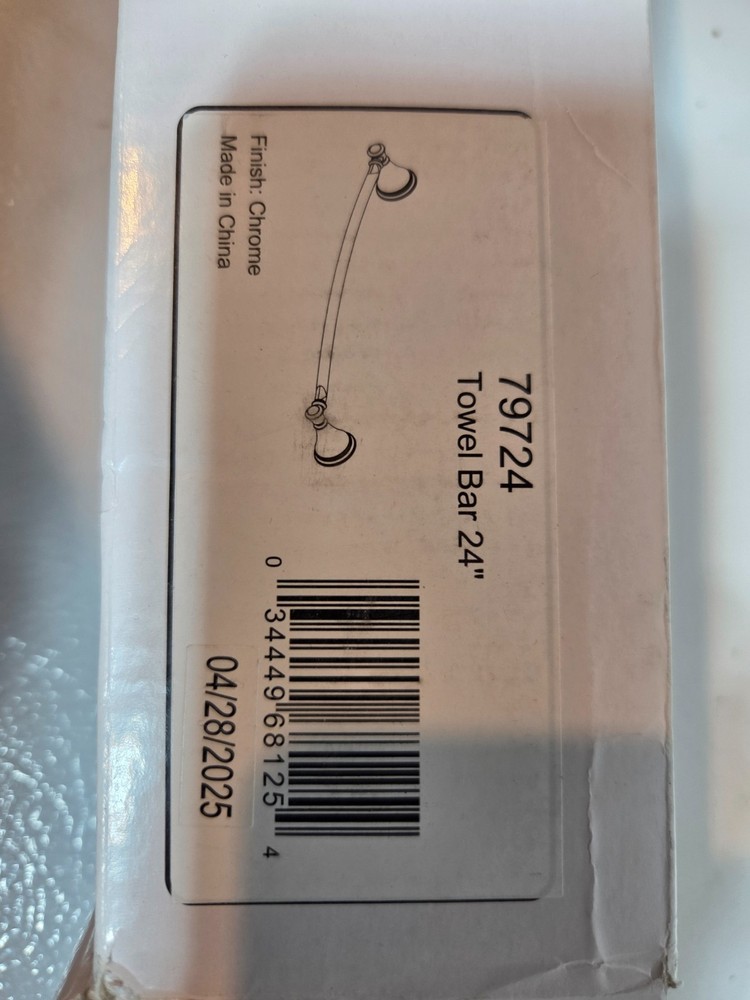 79724
Towel Bar 24"
Finish: Chrome
Made in China
0 34449 68125 4
04/28/2025